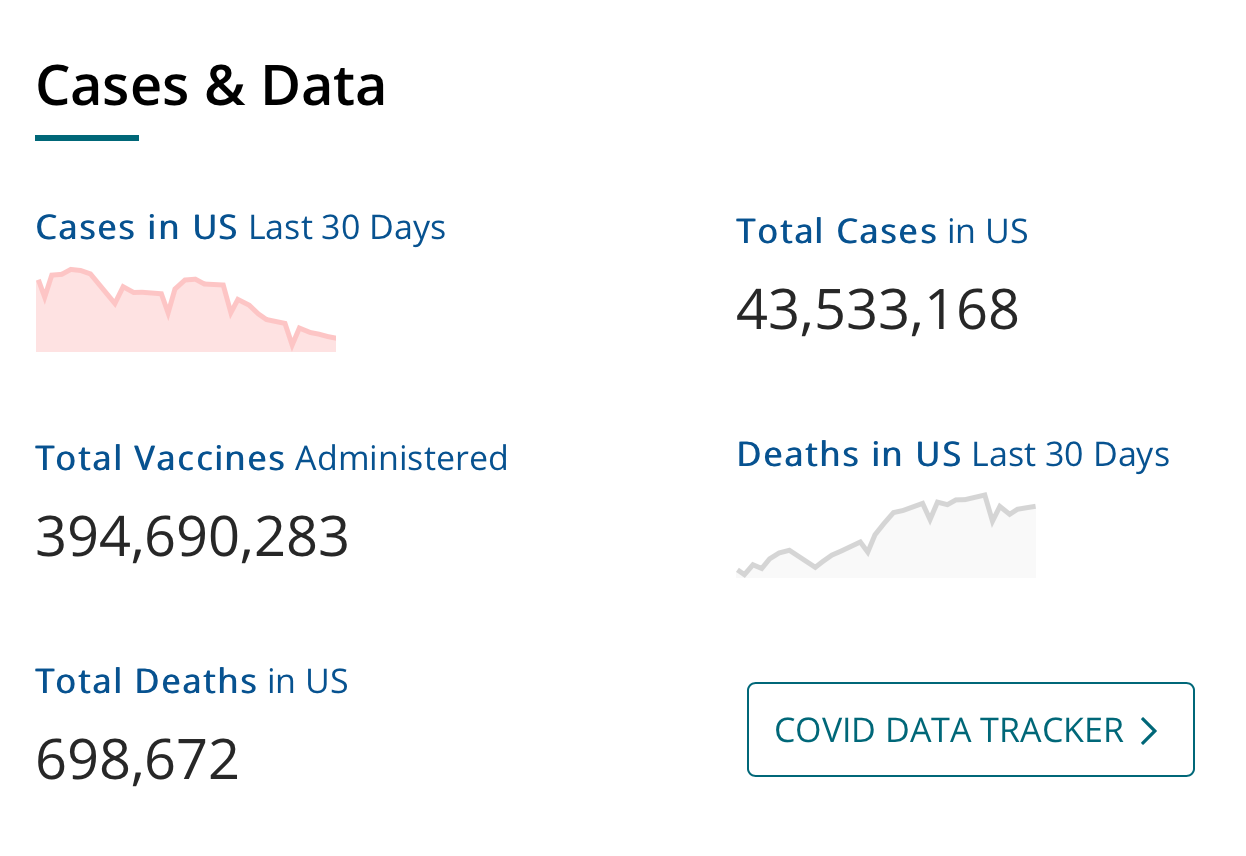 Cases & Data
Cases in US Last 30 Days
Total Cases in US
43,533,168
Total Vaccines Administered
394,690,283
Deaths in US Last 30 Days
Total Deaths in US
698,672
COVID DATA TRACKER